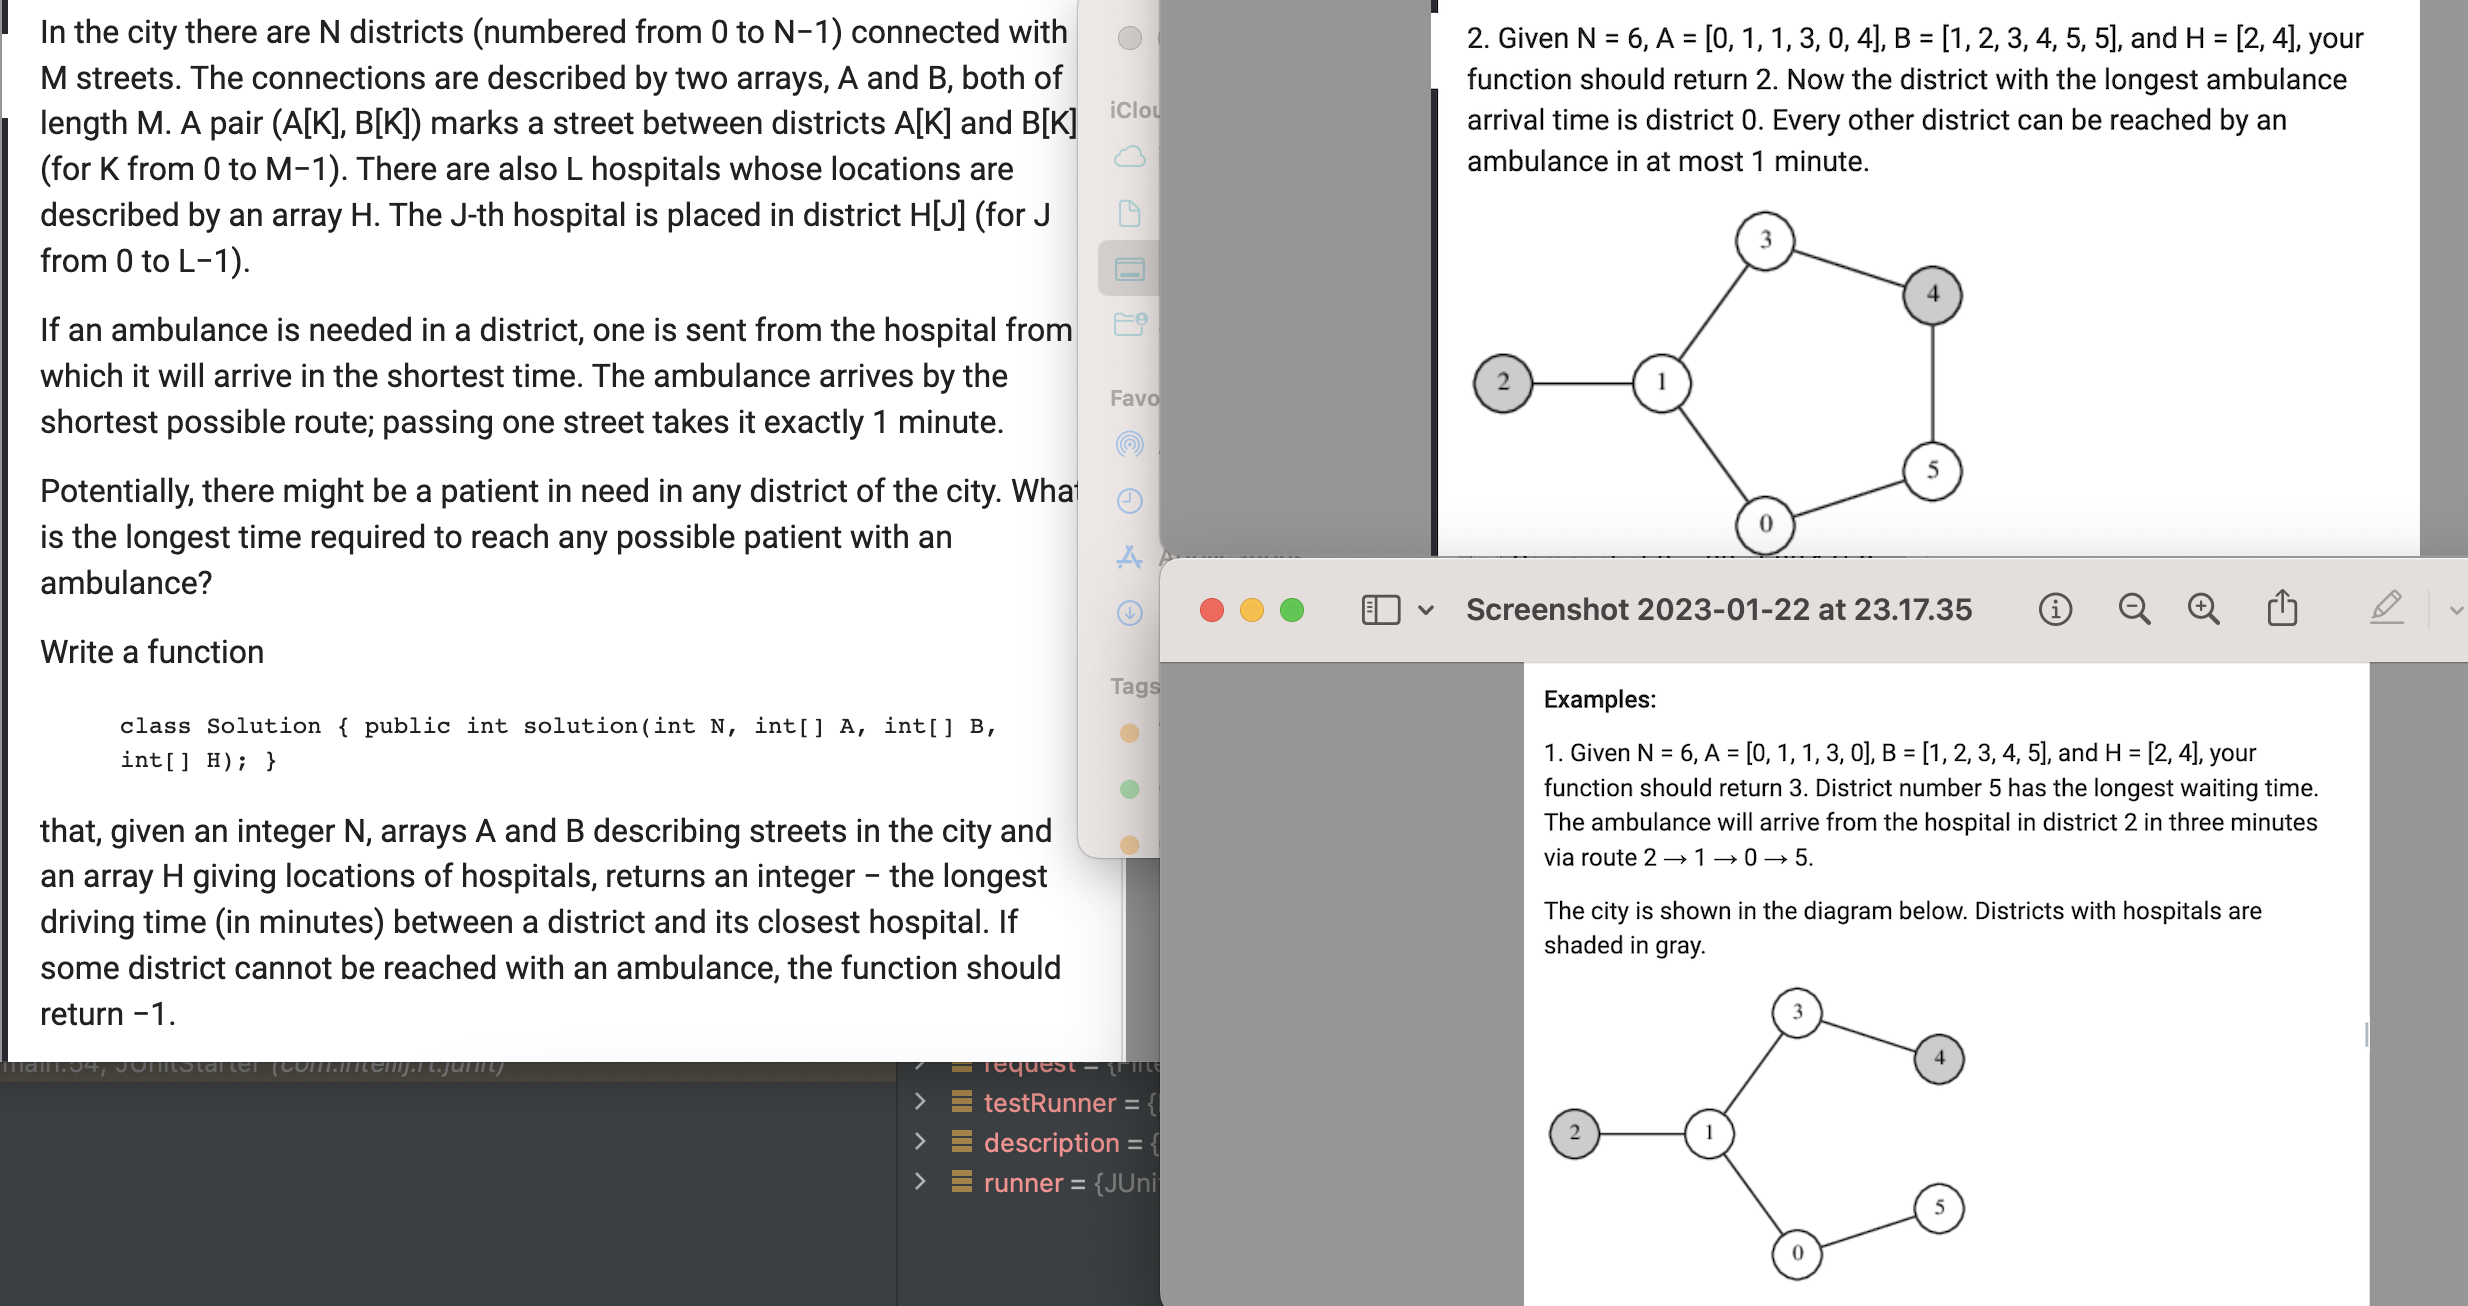 In the city there are N districts (numbered from 0 to N−1) connected with
M streets. The connections are described by two arrays, A and B, both of
length M. A pair (A[K], B[K]) marks a street between districts A[K] and B[K]
(for K from 0 to M−1). There are also L hospitals whose locations are
described by an array H. The J-th hospital is placed in district H[J] (for J
from 0 to L−1).
If an ambulance is needed in a district, one is sent from the hospital from
which it will arrive in the shortest time. The ambulance arrives by the
shortest possible route; passing one street takes it exactly 1 minute.
Potentially, there might be a patient in need in any district of the city. What
is the longest time required to reach any possible patient with an
ambulance?
Write a function
class Solution { public int solution(int N, int[] A, int[] B,
int[] H); }
that, given an integer N, arrays A and B describing streets in the city and
an array H giving locations of hospitals, returns an integer − the longest
driving time (in minutes) between a district and its closest hospital. If
some district cannot be reached with an ambulance, the function should
return −1.
main:54, JUnitStarter (com.intellij.rt.junit)
request =
testRunner = {
description = {
runner = {JUni
iClou
Favo
Tags
2. Given N = 6, A = [0, 1, 1, 3, 0, 4], B = [1, 2, 3, 4, 5, 5], and H = [2, 4], your
function should return 2. Now the district with the longest ambulance
arrival time is district 0. Every other district can be reached by an
ambulance in at most 1 minute.
3
4
2
1
5
0
Screenshot 2023-01-22 at 23.17.35
Examples:
1. Given N = 6, A = [0, 1, 1, 3, 0], B = [1, 2, 3, 4, 5], and H = [2, 4], your
function should return 3. District number 5 has the longest waiting time.
The ambulance will arrive from the hospital in district 2 in three minutes
via route 2 → 1 → 0 → 5.
The city is shown in the diagram below. Districts with hospitals are
shaded in gray.
3
4
2
1
5
0